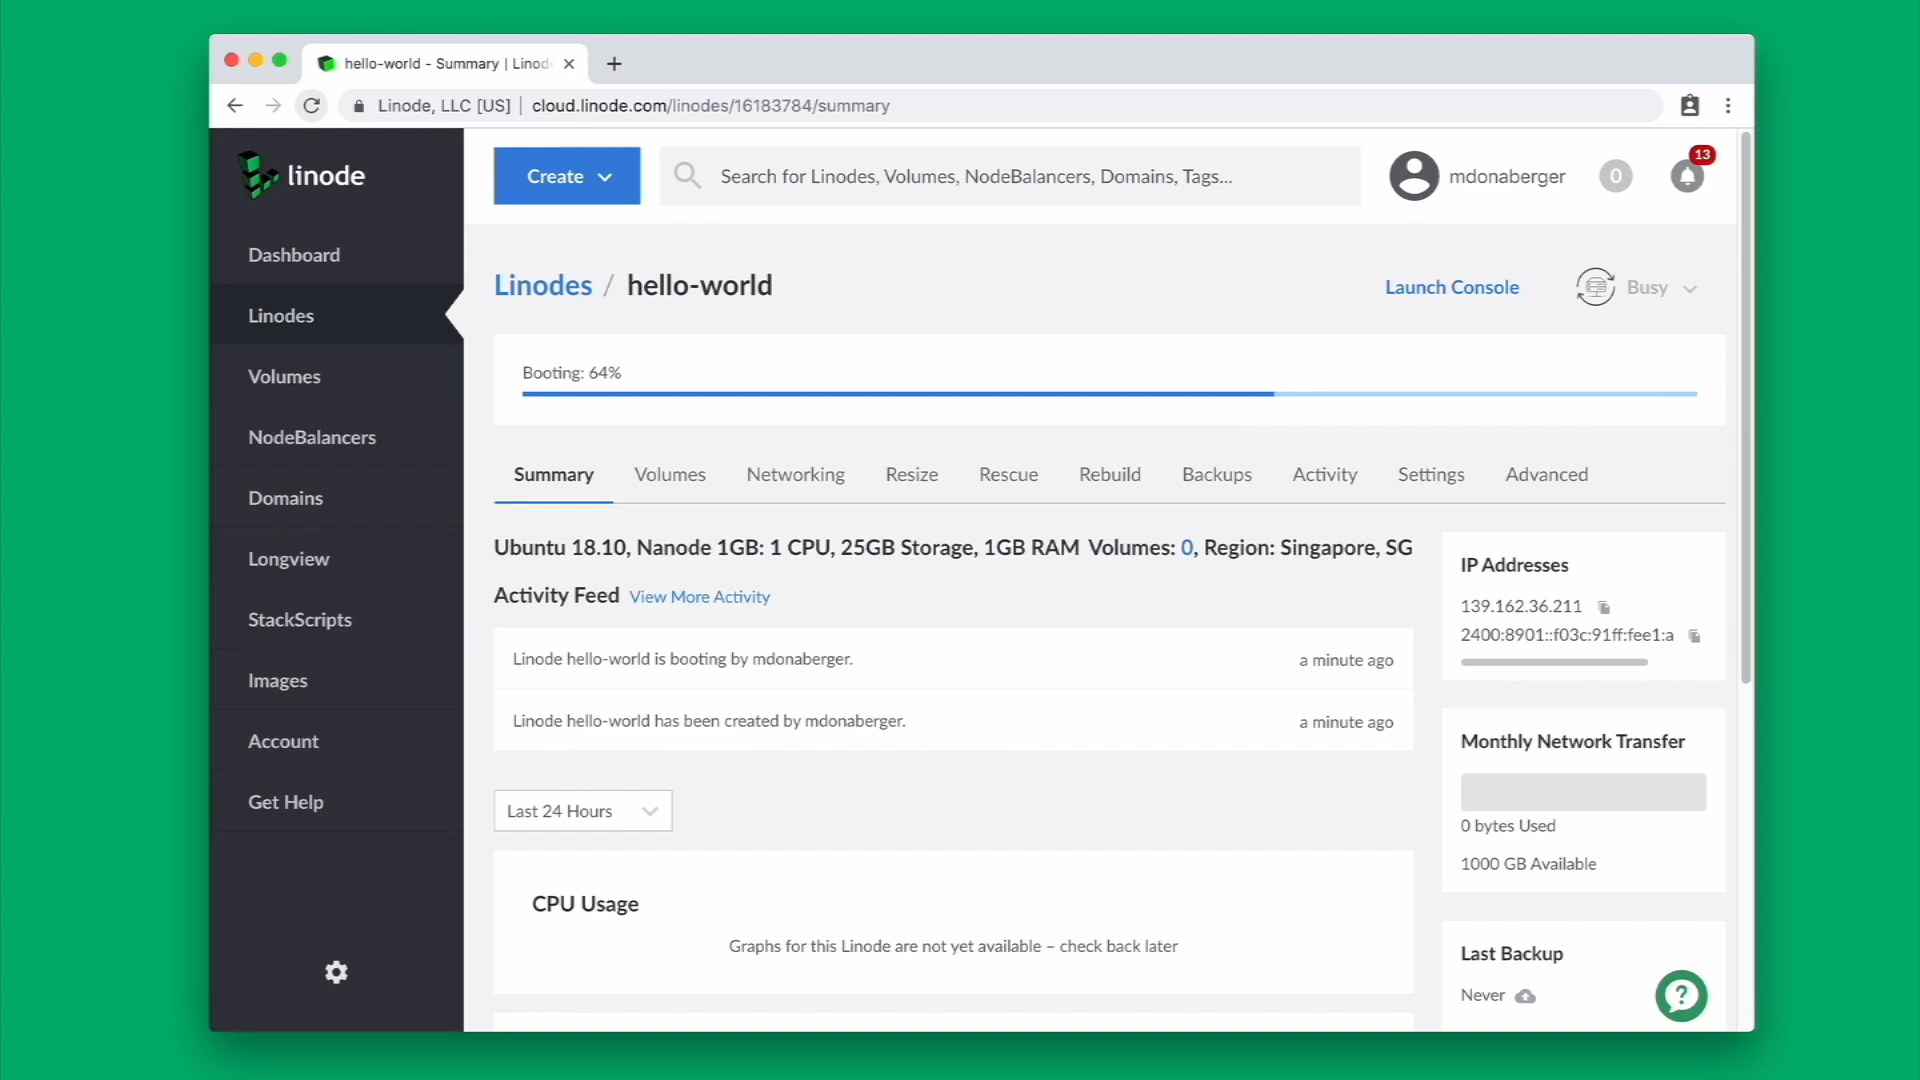 hello-world - Summary | Linode
Linode, LLC [US] | cloud.linode.com/linodes/16183784/summary
linode
Create
Search for Linodes, Volumes, NodeBalancers, Domains, Tags...
mdonaberger
0
13
Dashboard
Linodes
Volumes
NodeBalancers
Domains
Longview
StackScripts
Images
Account
Get Help
Linodes / hello-world
Launch Console
Busy
Booting: 64%
Summary Volumes Networking Resize Rescue Rebuild Backups Activity Settings Advanced
Ubuntu 18.10, Nanode 1GB: 1 CPU, 25GB Storage, 1GB RAM Volumes: 0, Region: Singapore, SG
Activity Feed View More Activity
Linode hello-world is booting by mdonaberger. a minute ago
Linode hello-world has been created by mdonaberger. a minute ago
Last 24 Hours
CPU Usage
Graphs for this Linode are not yet available – check back later
IP Addresses
139.162.36.211
2400:8901::f03c:91ff:fee1:a
Monthly Network Transfer
0 bytes Used
1000 GB Available
Last Backup
Never
?